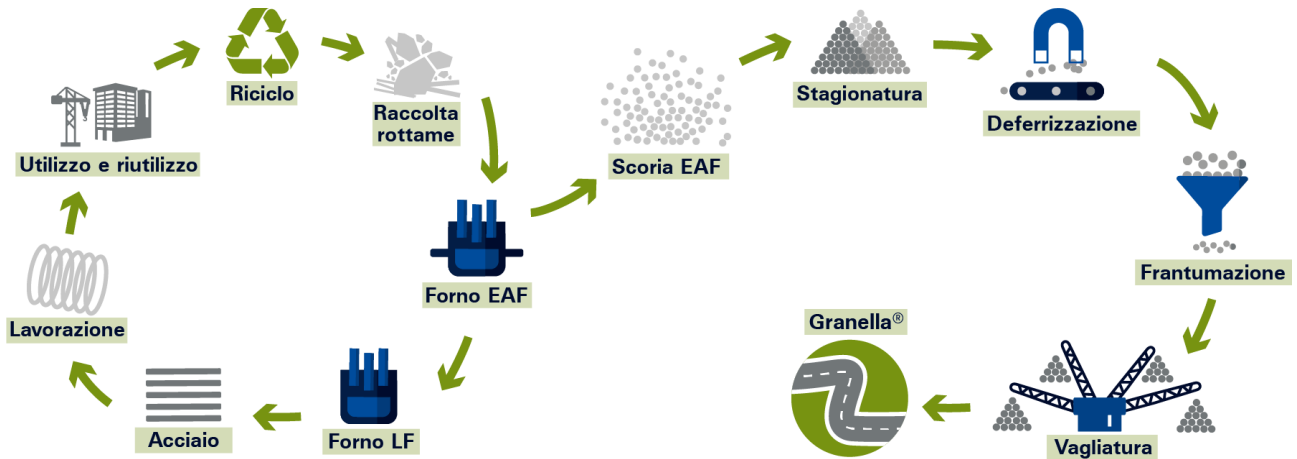 Riciclo
Raccolta
rottame
Utilizzo e riutilizzo
Lavorazione
Acciaio
Forno LF
Forno EAF
Scoria EAF
Stagionatura
Deferrizzazione
Frantumazione
Vagliatura
Granella®